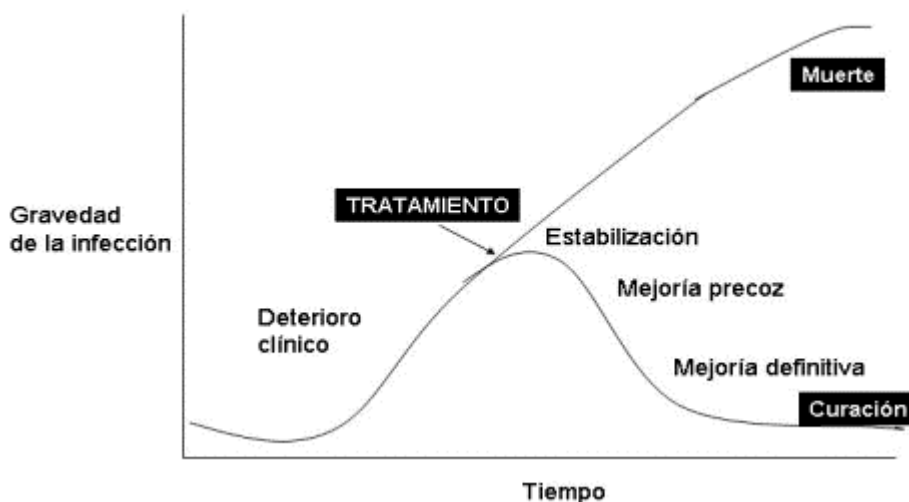 Muerte
TRATAMIENTO
Gravedad
de la infección
Estabilización
Mejoría precoz
Deterioro
clínico
Mejoría definitiva
Curación
Tiempo